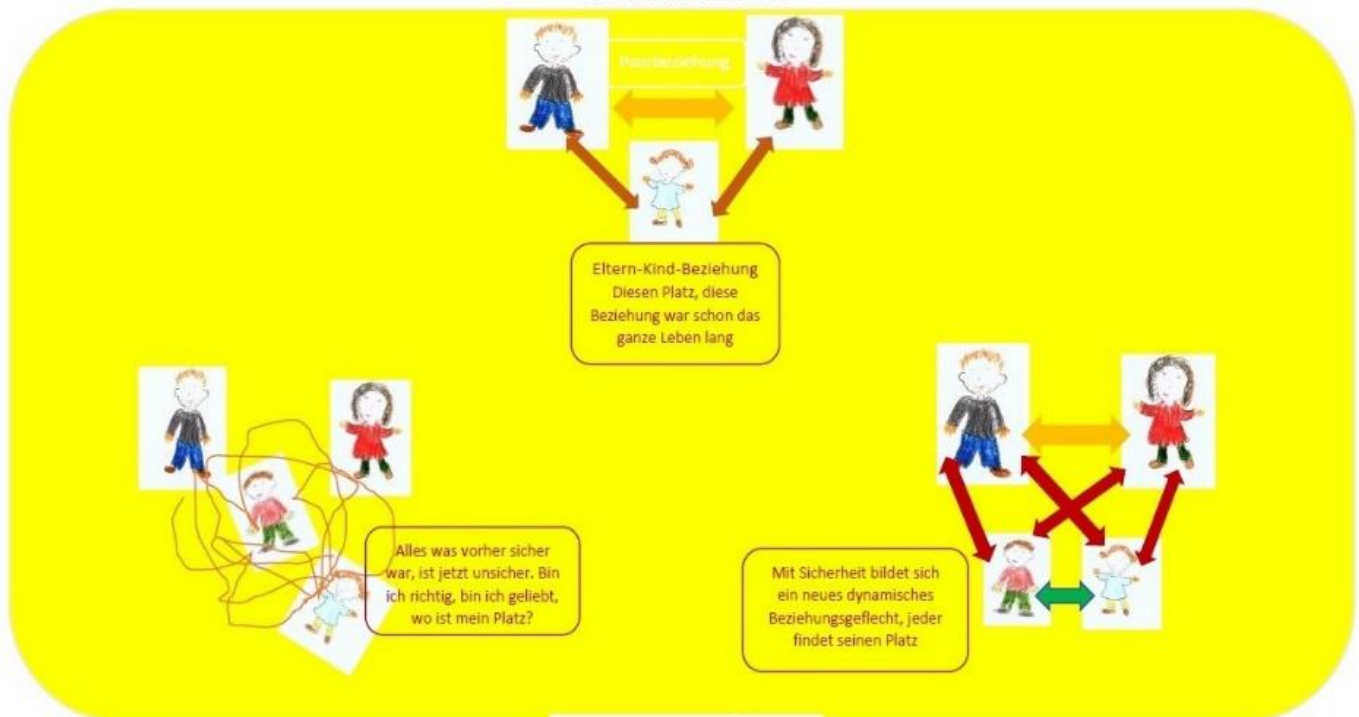 Paarbeziehung
Eltern-Kind-Beziehung
Diesen Platz, diese
Beziehung war schon das
ganze Leben lang
Alles was vorher sicher
war, ist jetzt unsicher. Bin
ich richtig, bin ich geliebt,
wo ist mein Platz?
Mit Sicherheit bildet sich
ein neues dynamisches
Beziehungsgeflecht, jeder
findet seinen Platz